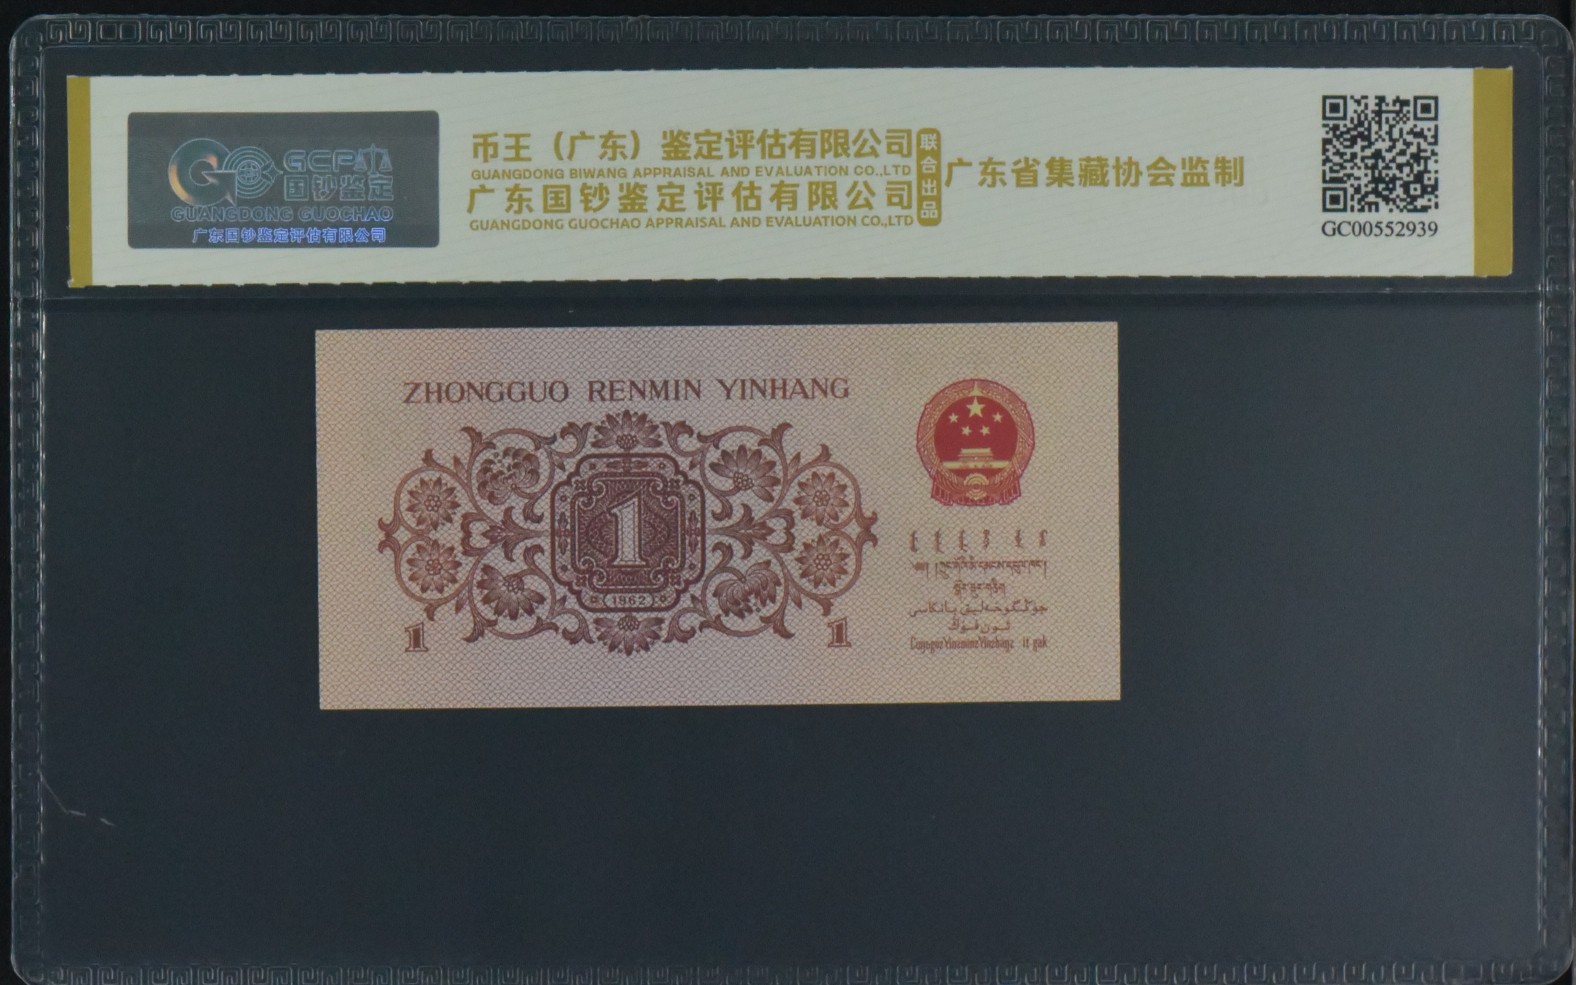 GCP
国钞鉴定
GUANGDONG GUOCHAO
广东国钞鉴定评估有限公司
币王（广东）鉴定评估有限公司
GUANGDONG BIWANG APPRAISAL AND EVALUATION CO.,LTD
广东国钞鉴定评估有限公司
GUANGDONG GUOCHAO APPRAISAL AND EVALUATION CO.,LTD
联合出品
广东省集藏协会监制
GC00552939
ZHONGGUO RENMIN YINHANG
1
1862
1
1